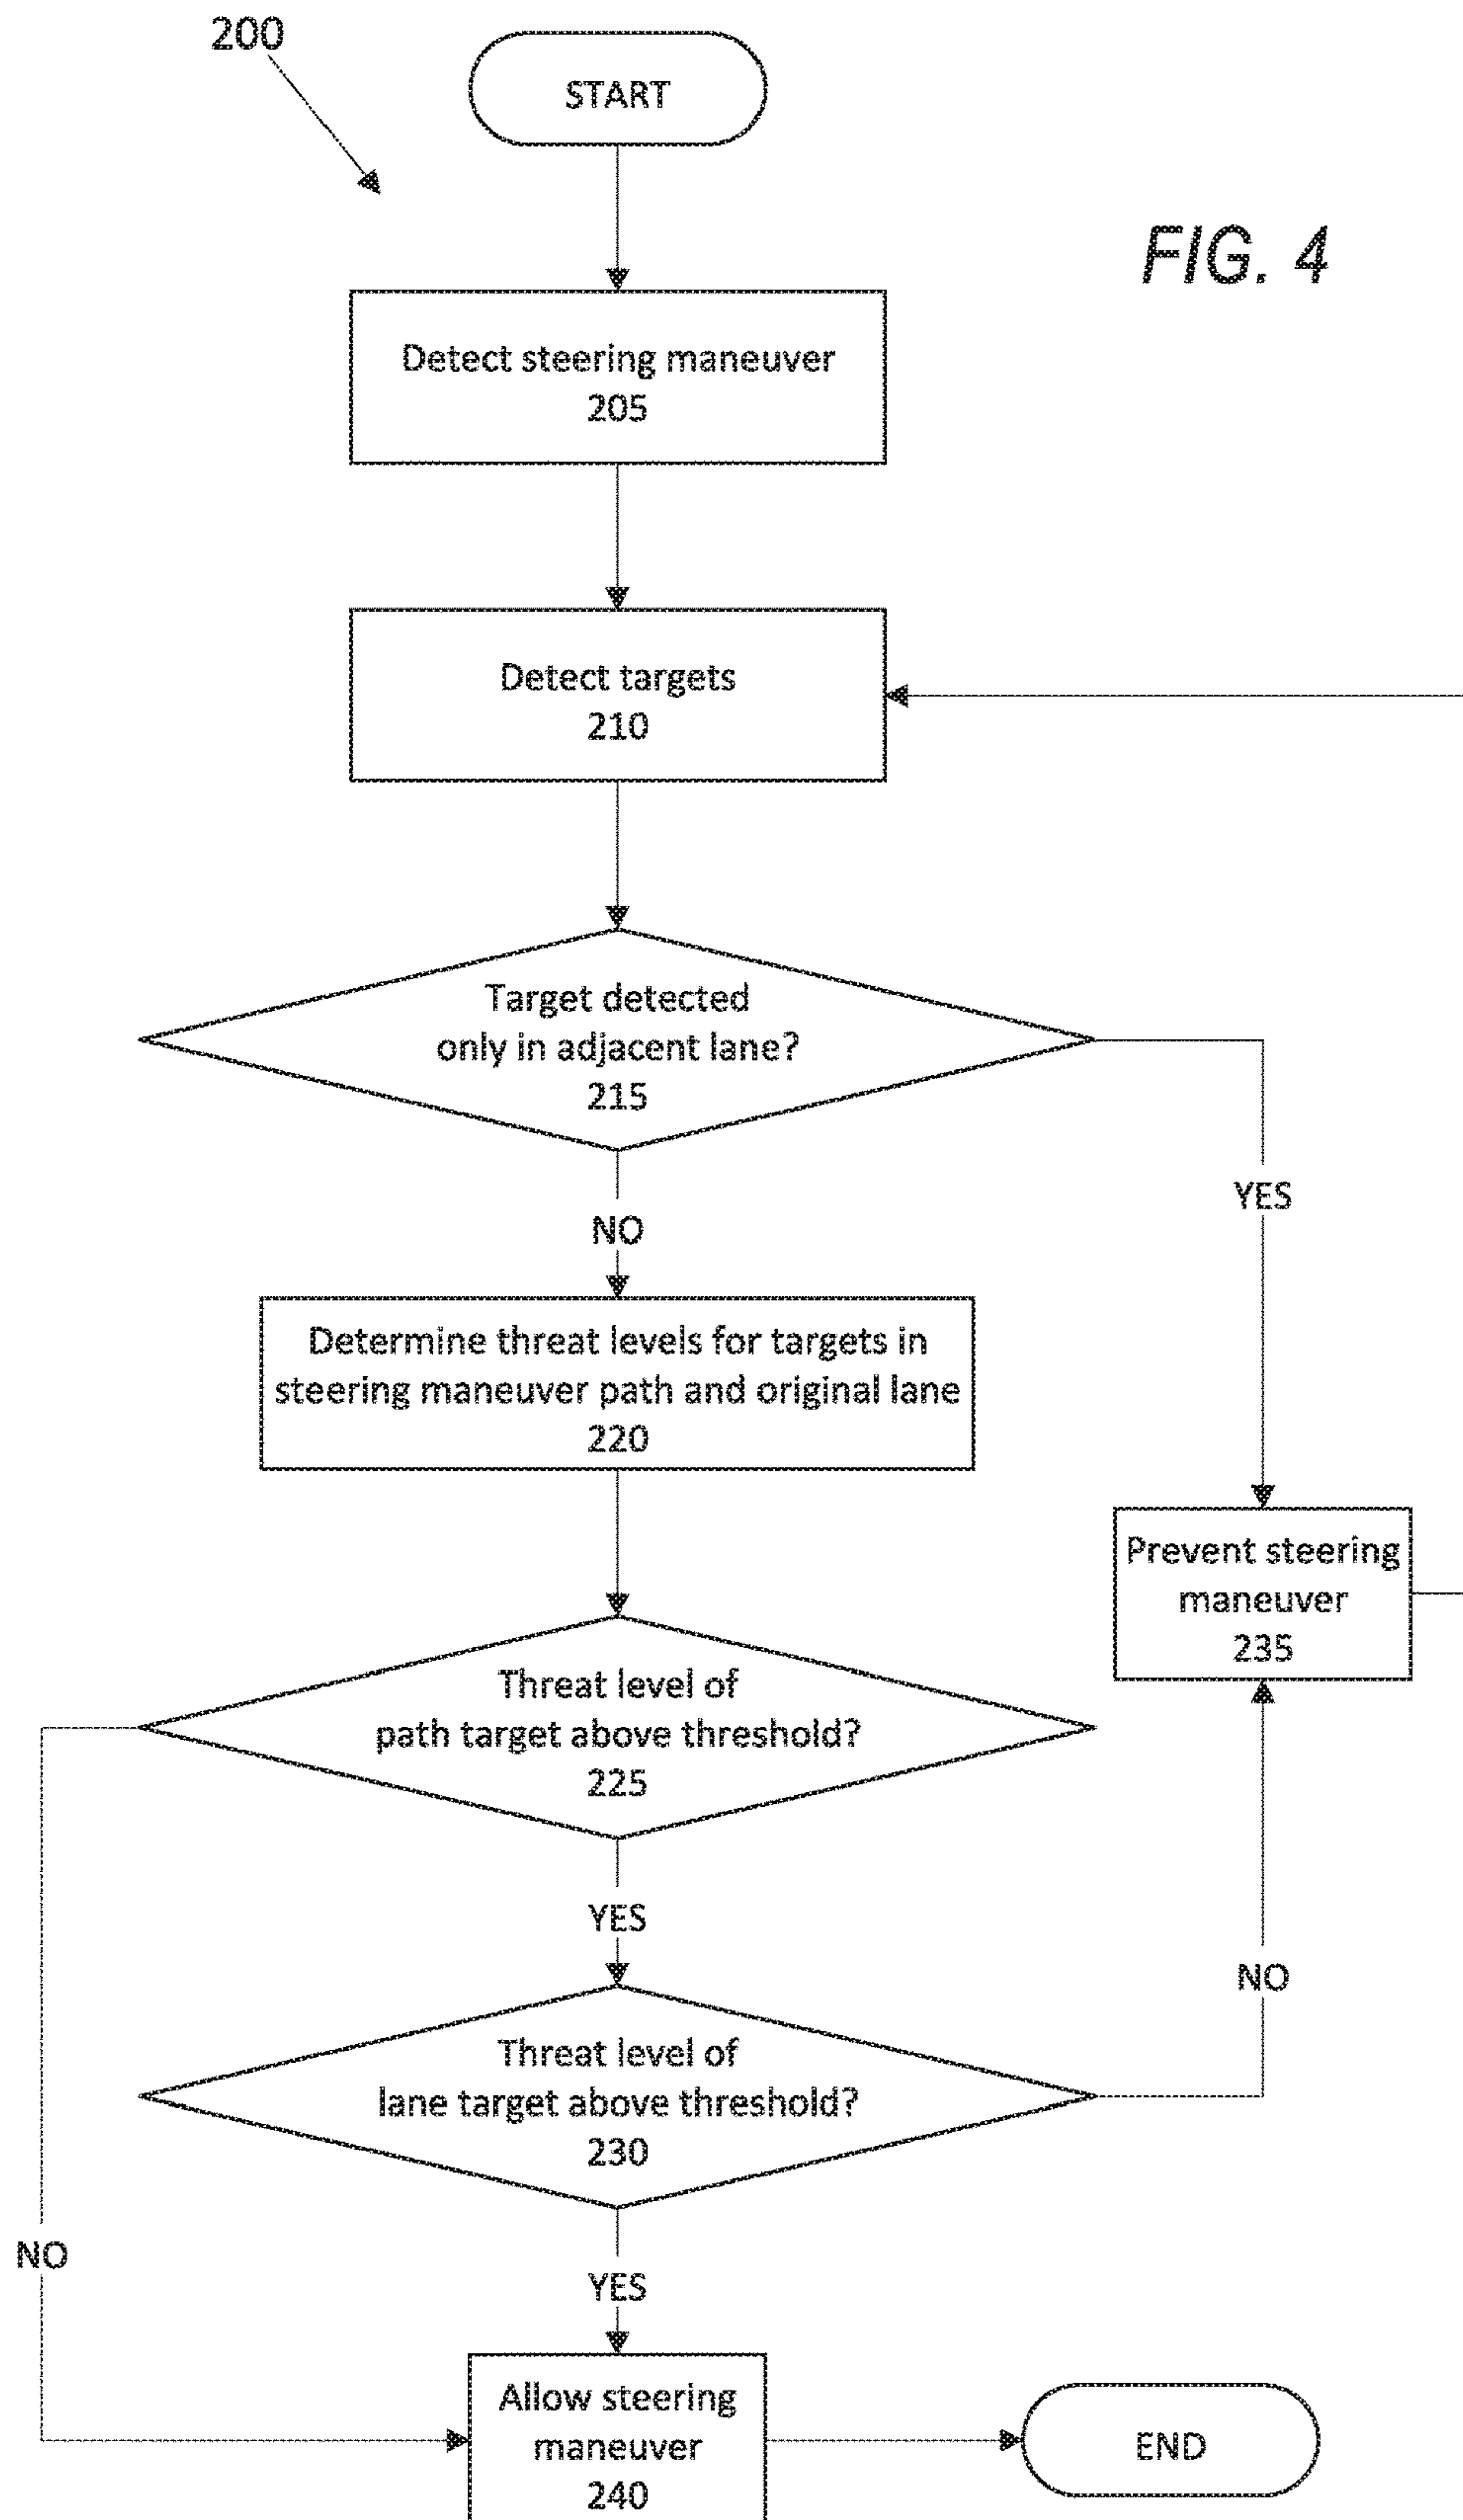 200
START
FIG. 4
Detect steering maneuver
205
Detect targets
210
Target detected
only in adjacent lane?
215
YES
NO
Determine threat levels for targets in
steering maneuver path and original lane
220
Prevent steering
maneuver
235
Threat level of
path target above threshold?
225
YES
NO
Threat level of
lane target above threshold?
230
NO
YES
Allow steering
maneuver
240
END